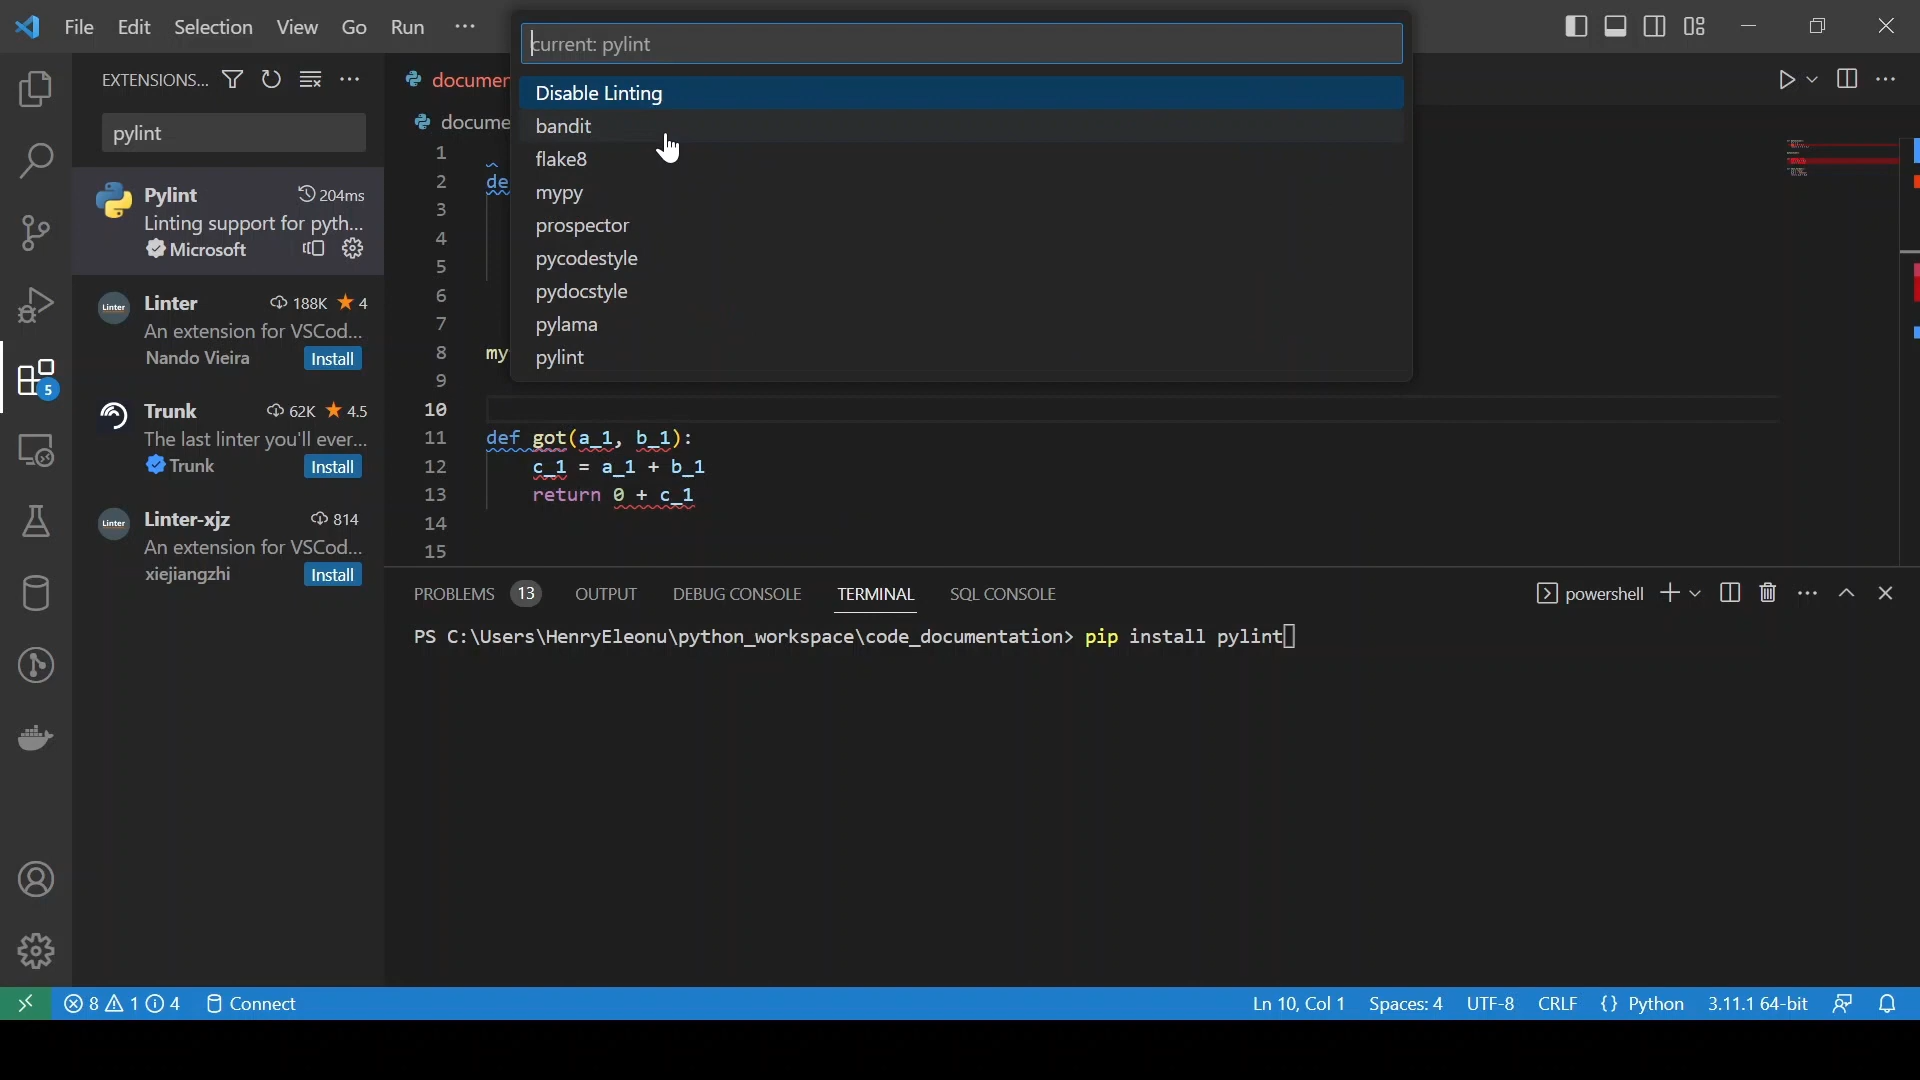 File Edit Selection View Go Run ···
current: pylint
Disable Linting
bandit
flake8
mypy
prospector
pycodestyle
pydocstyle
pylama
pylint
EXTENSIONS...
pylint
Pylint 204ms
Linting support for pyth...
Microsoft
Linter 188K 4
An extension for VSCod...
Nando Vieira Install
Trunk 62K 4.5
The last linter you'll ever...
Trunk Install
Linter-xjz 814
An extension for VSCod...
xiejiangzhi Install
5
documen
docume
1
2 de
3
4
5
6
7
8 my
9
10
11 def got(a_1, b_1):
12 c_1 = a_1 + b_1
13 return 0 + c_1
14
15
PROBLEMS 13 OUTPUT DEBUG CONSOLE TERMINAL SQL CONSOLE powershell
PS C:\Users\HenryEleonu\python_workspace\code_documentation> pip install pylint
8 1 4 Connect Ln 10, Col 1 Spaces: 4 UTF-8 CRLF {} Python 3.11.1 64-bit